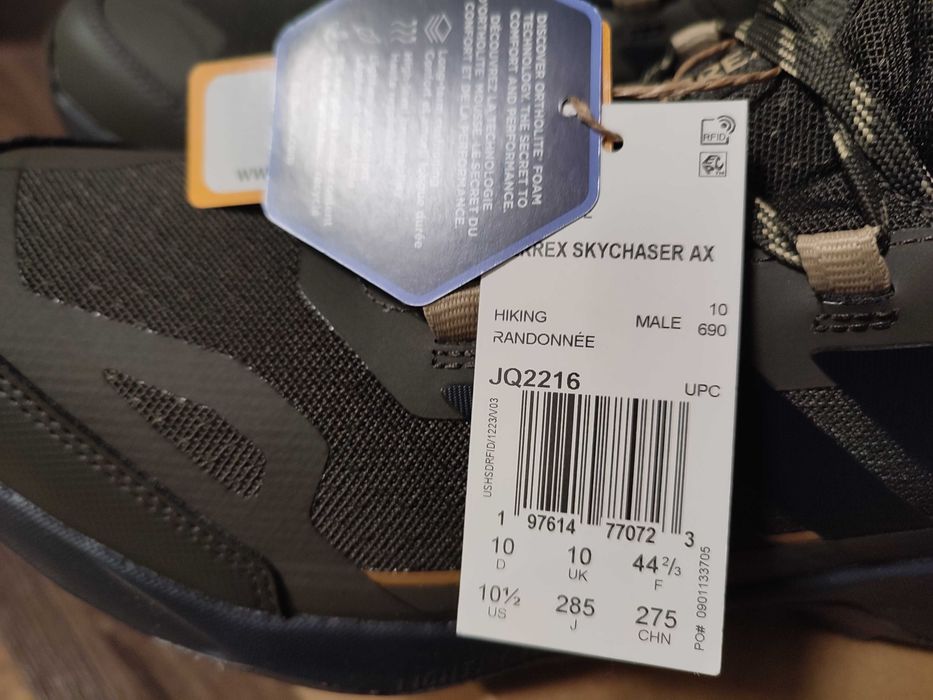 DISCOVER ORTHOLITE FOAM
TECHNOLOGY. THE SECRET TO
COMFORT AND PERFORMANCE.
DÉCOUVREZ LA TECHNOLOGIE
MOUSSE
LE SECRET DU
CONFORT ET DE LA PERFORMANCE.
RFID
SKYCHASER AX
HIKING
RANDONNÉE
MALE
10
690
JQ2216
UPC
USHSDRFID/1223/V03
1 97614 77072 3
10
D
10
UK
44 2/3
F
10½
US
285
J
275
CHN
PO# 0901133705